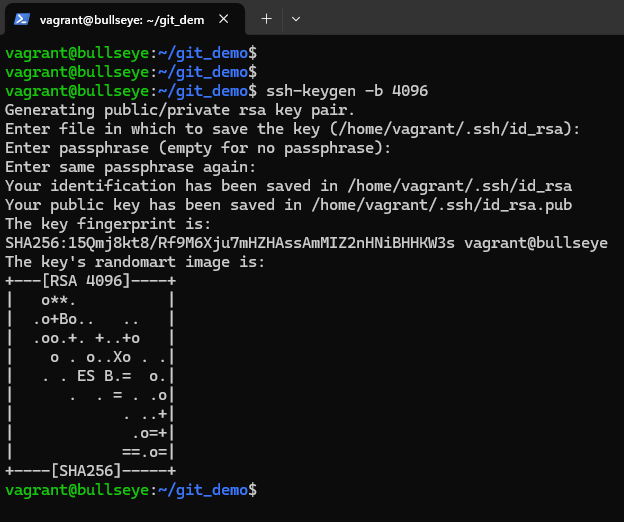 vagrant@bullseye: ~/git_dem
vagrant@bullseye:~/git_demo$
vagrant@bullseye:~/git_demo$
vagrant@bullseye:~/git_demo$ ssh-keygen -b 4096
Generating public/private rsa key pair.
Enter file in which to save the key (/home/vagrant/.ssh/id_rsa):
Enter passphrase (empty for no passphrase):
Enter same passphrase again:
Your identification has been saved in /home/vagrant/.ssh/id_rsa
Your public key has been saved in /home/vagrant/.ssh/id_rsa.pub
The key fingerprint is:
SHA256:15Qmj8kt8/Rf9M6Xju7mHZHAssAmMIZ2nHNiBHHKW3s vagrant@bullseye
The key's randomart image is:
+---[RSA 4096]----+
|   o**.          |
|  .o+Bo..   ..   |
|  .oo.+. +..+o   |
|    o . o..Xo . .|
|   . . ES B.=  o.|
|      .  . = . .o|
|            . ..+|
|             .o=+|
|            ==.o=|
+----[SHA256]-----+
vagrant@bullseye:~/git_demo$